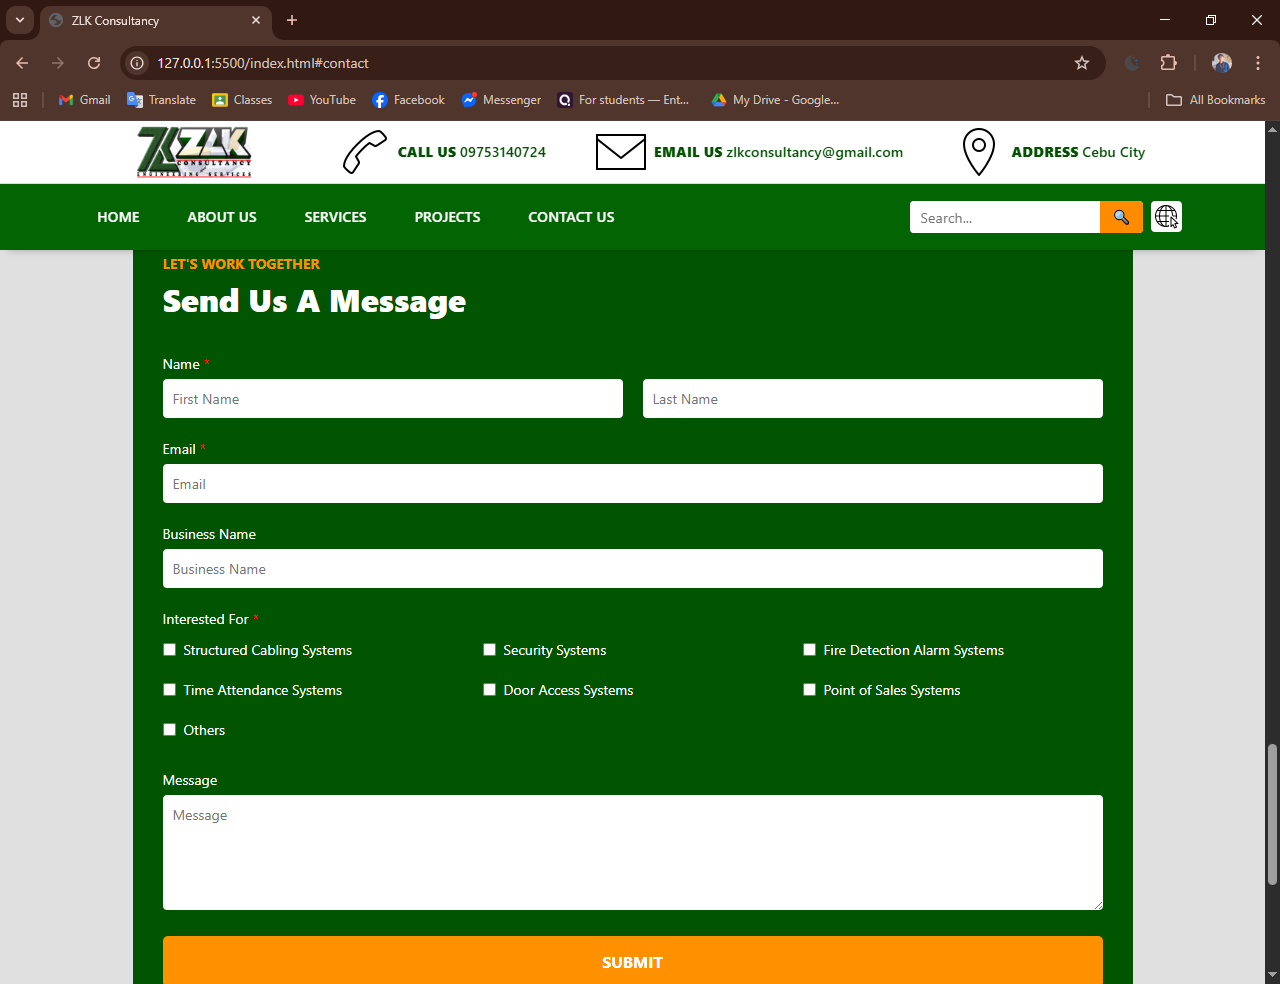 ZLK Consultancy
127.0.0.1:5500/index.html#contact
Gmail Translate Classes YouTube Facebook Messenger For students — Ent... My Drive - Google... All Bookmarks
ZLK ZLK CONSULTANCY ENGINEERING SERVICES
CALL US 09753140724 EMAIL US zlkconsultancy@gmail.com ADDRESS Cebu City
HOME ABOUT US SERVICES PROJECTS CONTACT US Search...
LET'S WORK TOGETHER
Send Us A Message
Name *
First Name Last Name
Email *
Email
Business Name
Business Name
Interested For *
Structured Cabling Systems Security Systems Fire Detection Alarm Systems
Time Attendance Systems Door Access Systems Point of Sales Systems
Others
Message
Message
SUBMIT